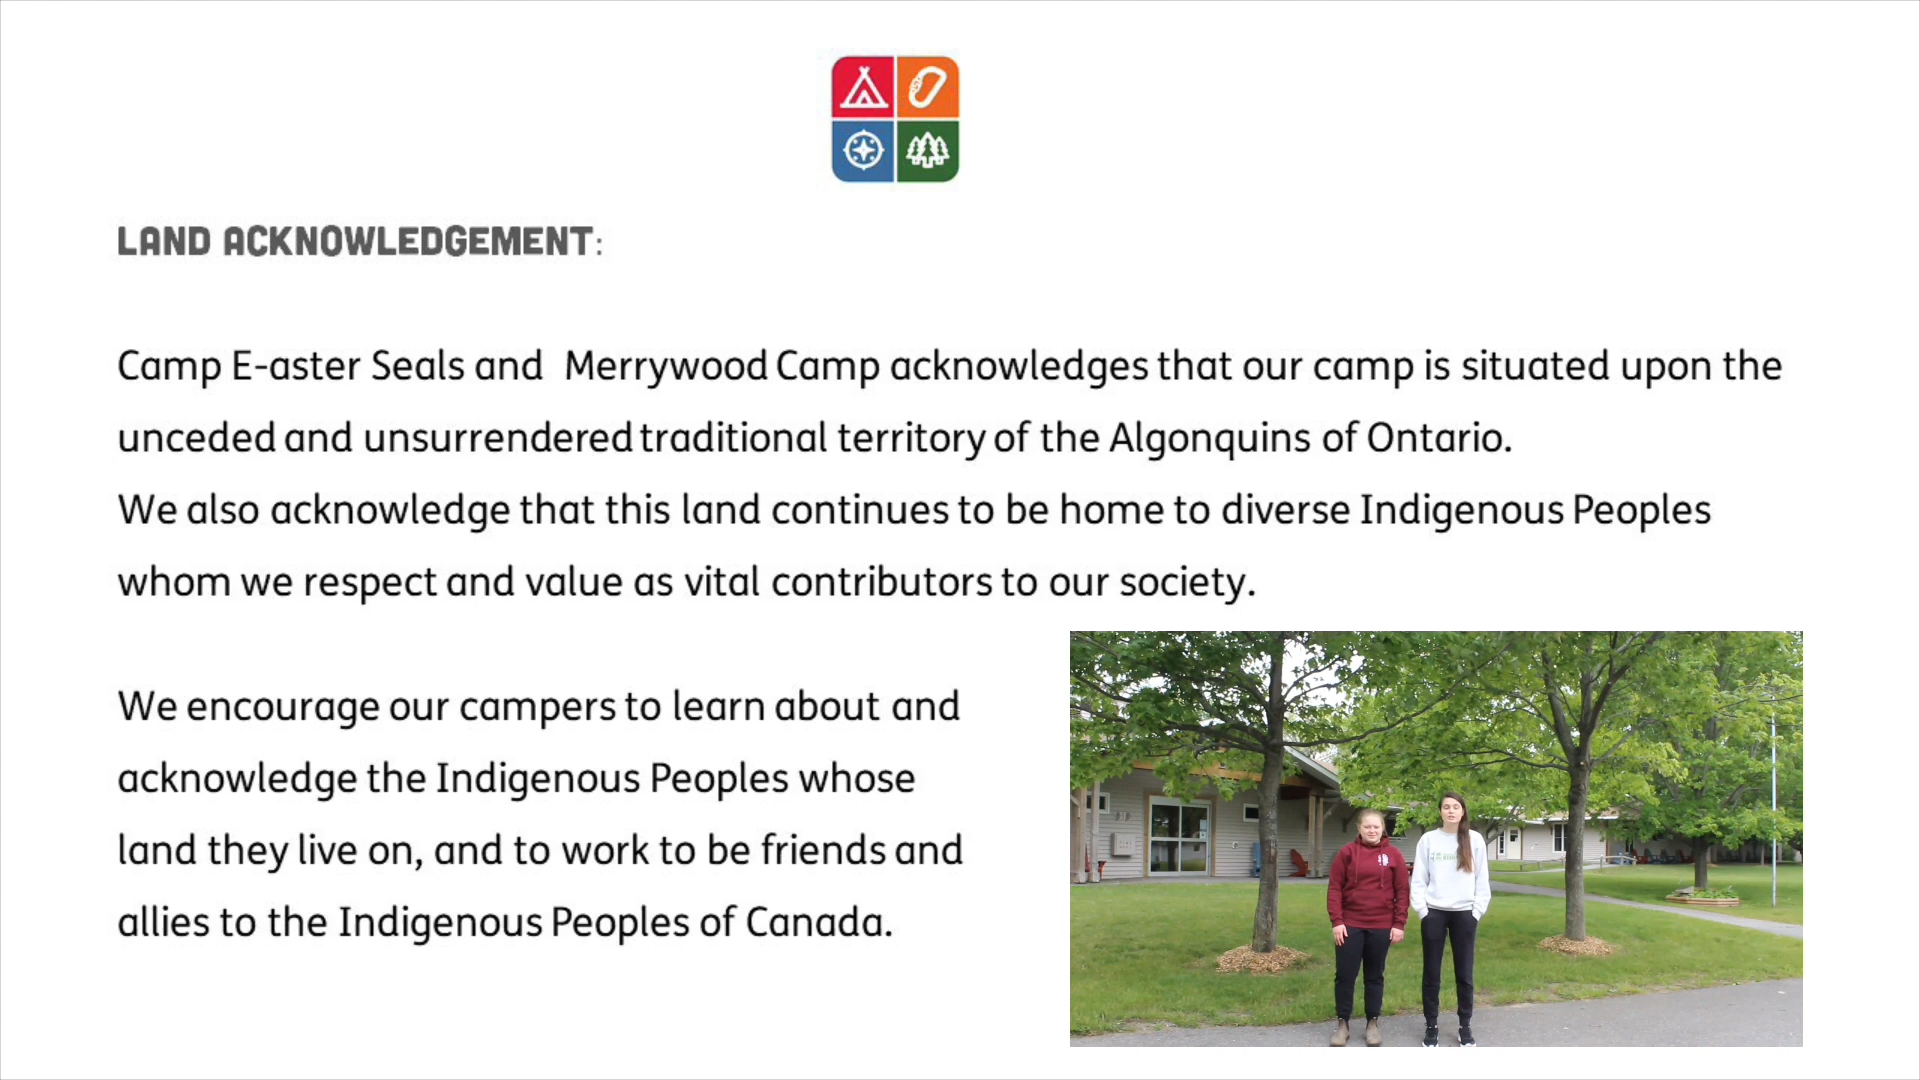 LAND ACKNOWLEDGEMENT:
Camp E-aster Seals and Merrywood Camp acknowledges that our camp is situated upon the
unceded and unsurrendered traditional territory of the Algonquins of Ontario.
We also acknowledge that this land continues to be home to diverse Indigenous Peoples
whom we respect and value as vital contributors to our society.
We encourage our campers to learn about and
acknowledge the Indigenous Peoples whose
land they live on, and to work to be friends and
allies to the Indigenous Peoples of Canada.